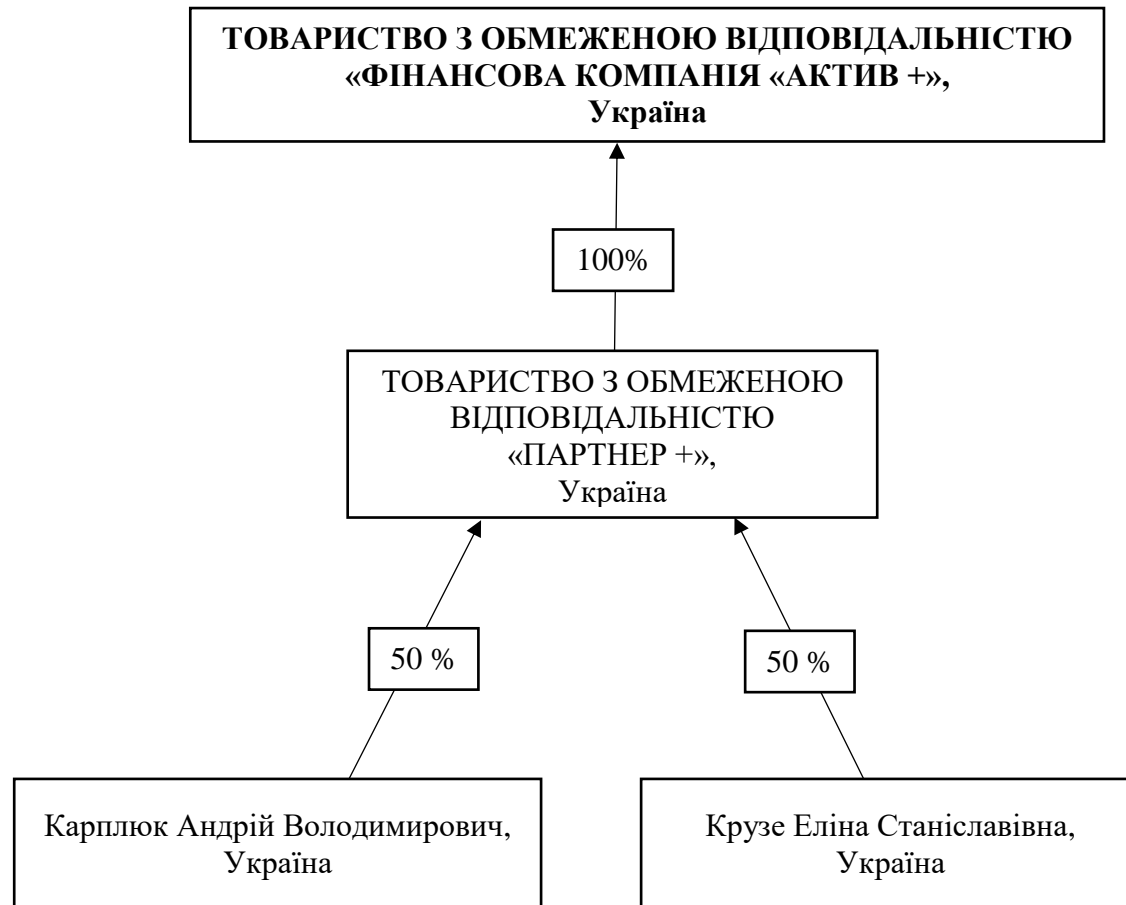 ТОВАРИСТВО З ОБМЕЖЕНОЮ ВІДПОВІДАЛЬНІСТЮ
«ФІНАНСОВА КОМПАНІЯ «АКТИВ +»,
Україна
100%
ТОВАРИСТВО З ОБМЕЖЕНОЮ
ВІДПОВІДАЛЬНІСТЮ
«ПАРТНЕР +»,
Україна
50 %
50 %
Карплюк Андрій Володимирович,
Україна
Крузе Еліна Станіславівна,
Україна